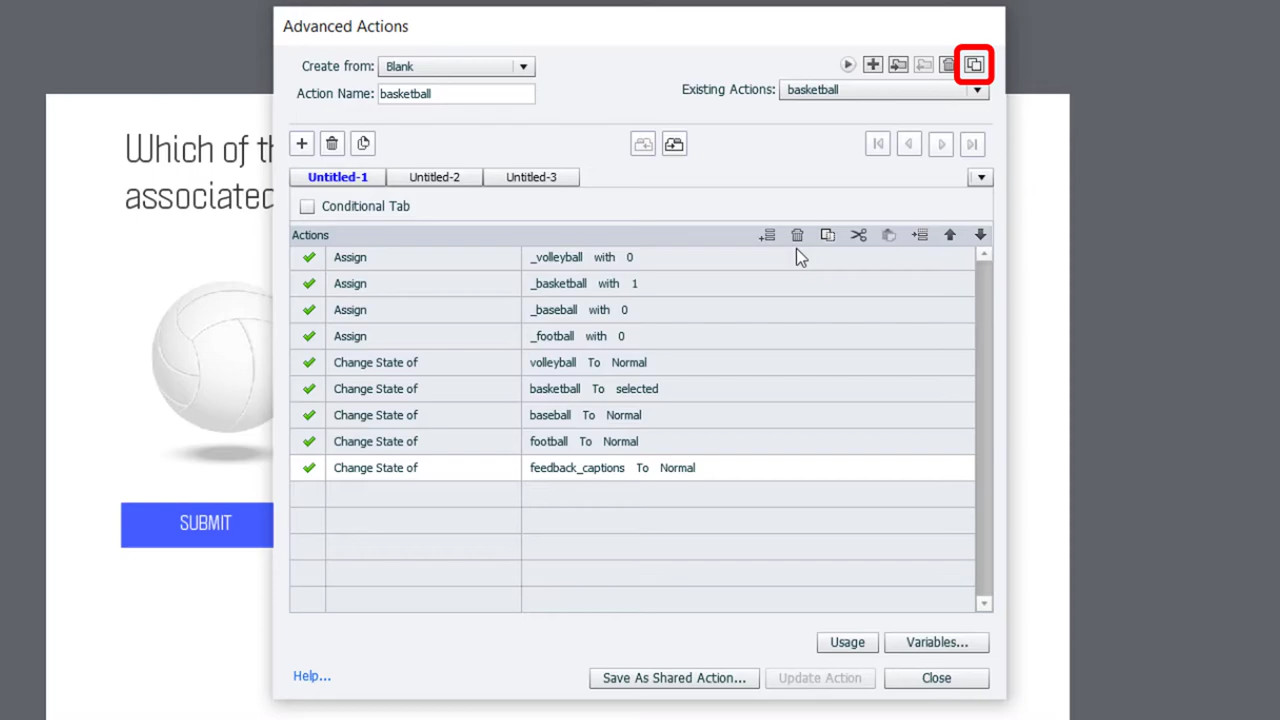 Advanced Actions
Create from: Blank
Action Name: basketball
Existing Actions: basketball
Which of th
associated
Untitled-1 Untitled-2 Untitled-3
Conditional Tab
Actions
Assign _volleyball with 0
Assign _basketball with 1
Assign _baseball with 0
Assign _football with 0
Change State of volleyball To Normal
Change State of basketball To selected
Change State of baseball To Normal
Change State of football To Normal
Change State of feedback_captions To Normal
SUBMIT
Usage Variables...
Help... Save As Shared Action... Update Action Close